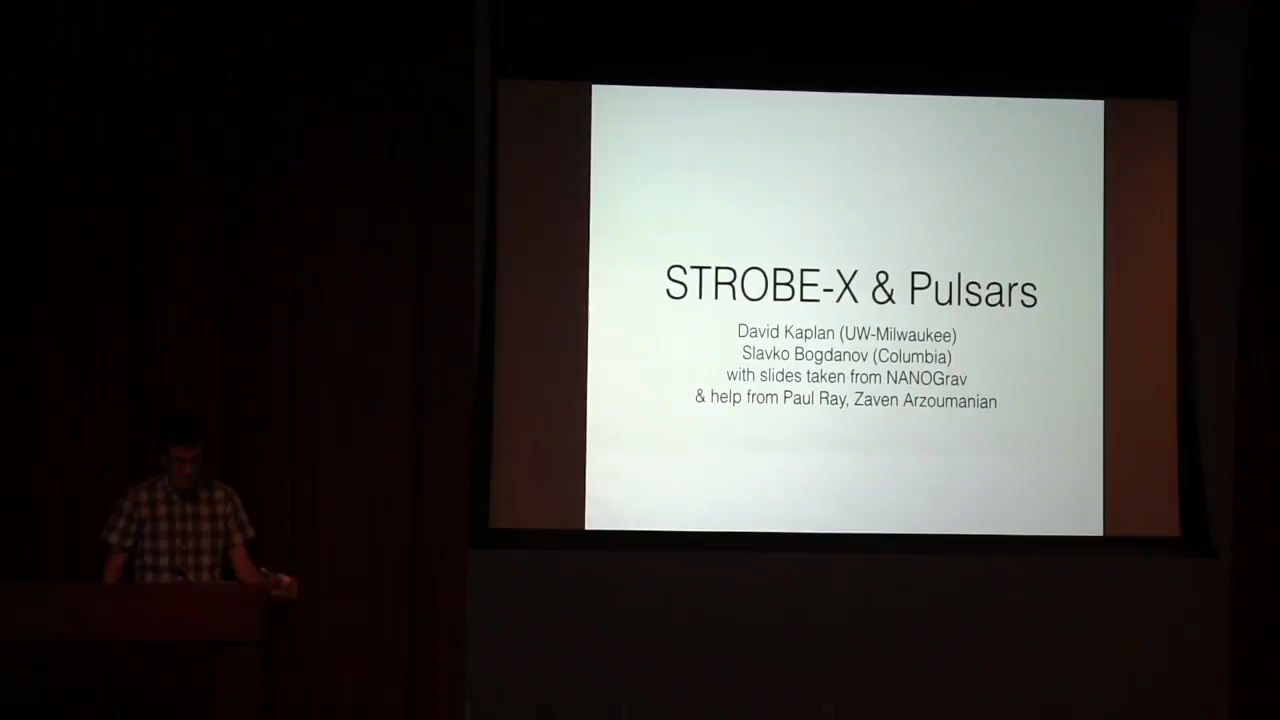 STROBE-X & Pulsars
David Kaplan (UW-Milwaukee)
Slavko Bogdanov (Columbia)
with slides taken from NANOGrav
& help from Paul Ray, Zaven Arzoumanian